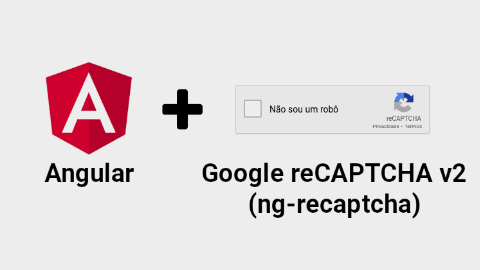 A
Não sou um robô
reCAPTCHA
Privacidade - Termos
Angular
Google reCAPTCHA v2
(ng-recaptcha)